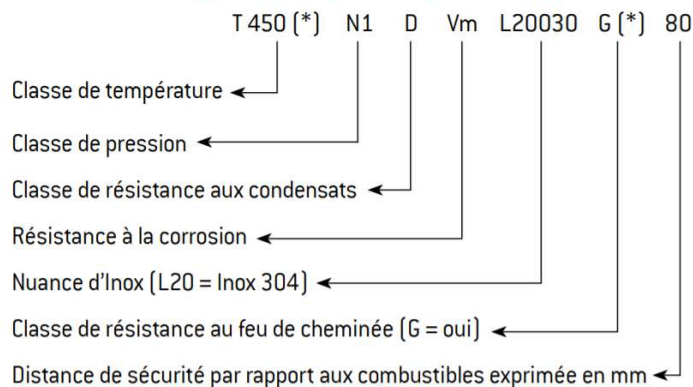 T 450 (*) N1 D Vm L20030 G (*) 80
Classe de température
Classe de pression
Classe de résistance aux condensats
Résistance à la corrosion
Nuance d'Inox (L20 = Inox 304)
Classe de résistance au feu de cheminée (G = oui)
Distance de sécurité par rapport aux combustibles exprimée en mm